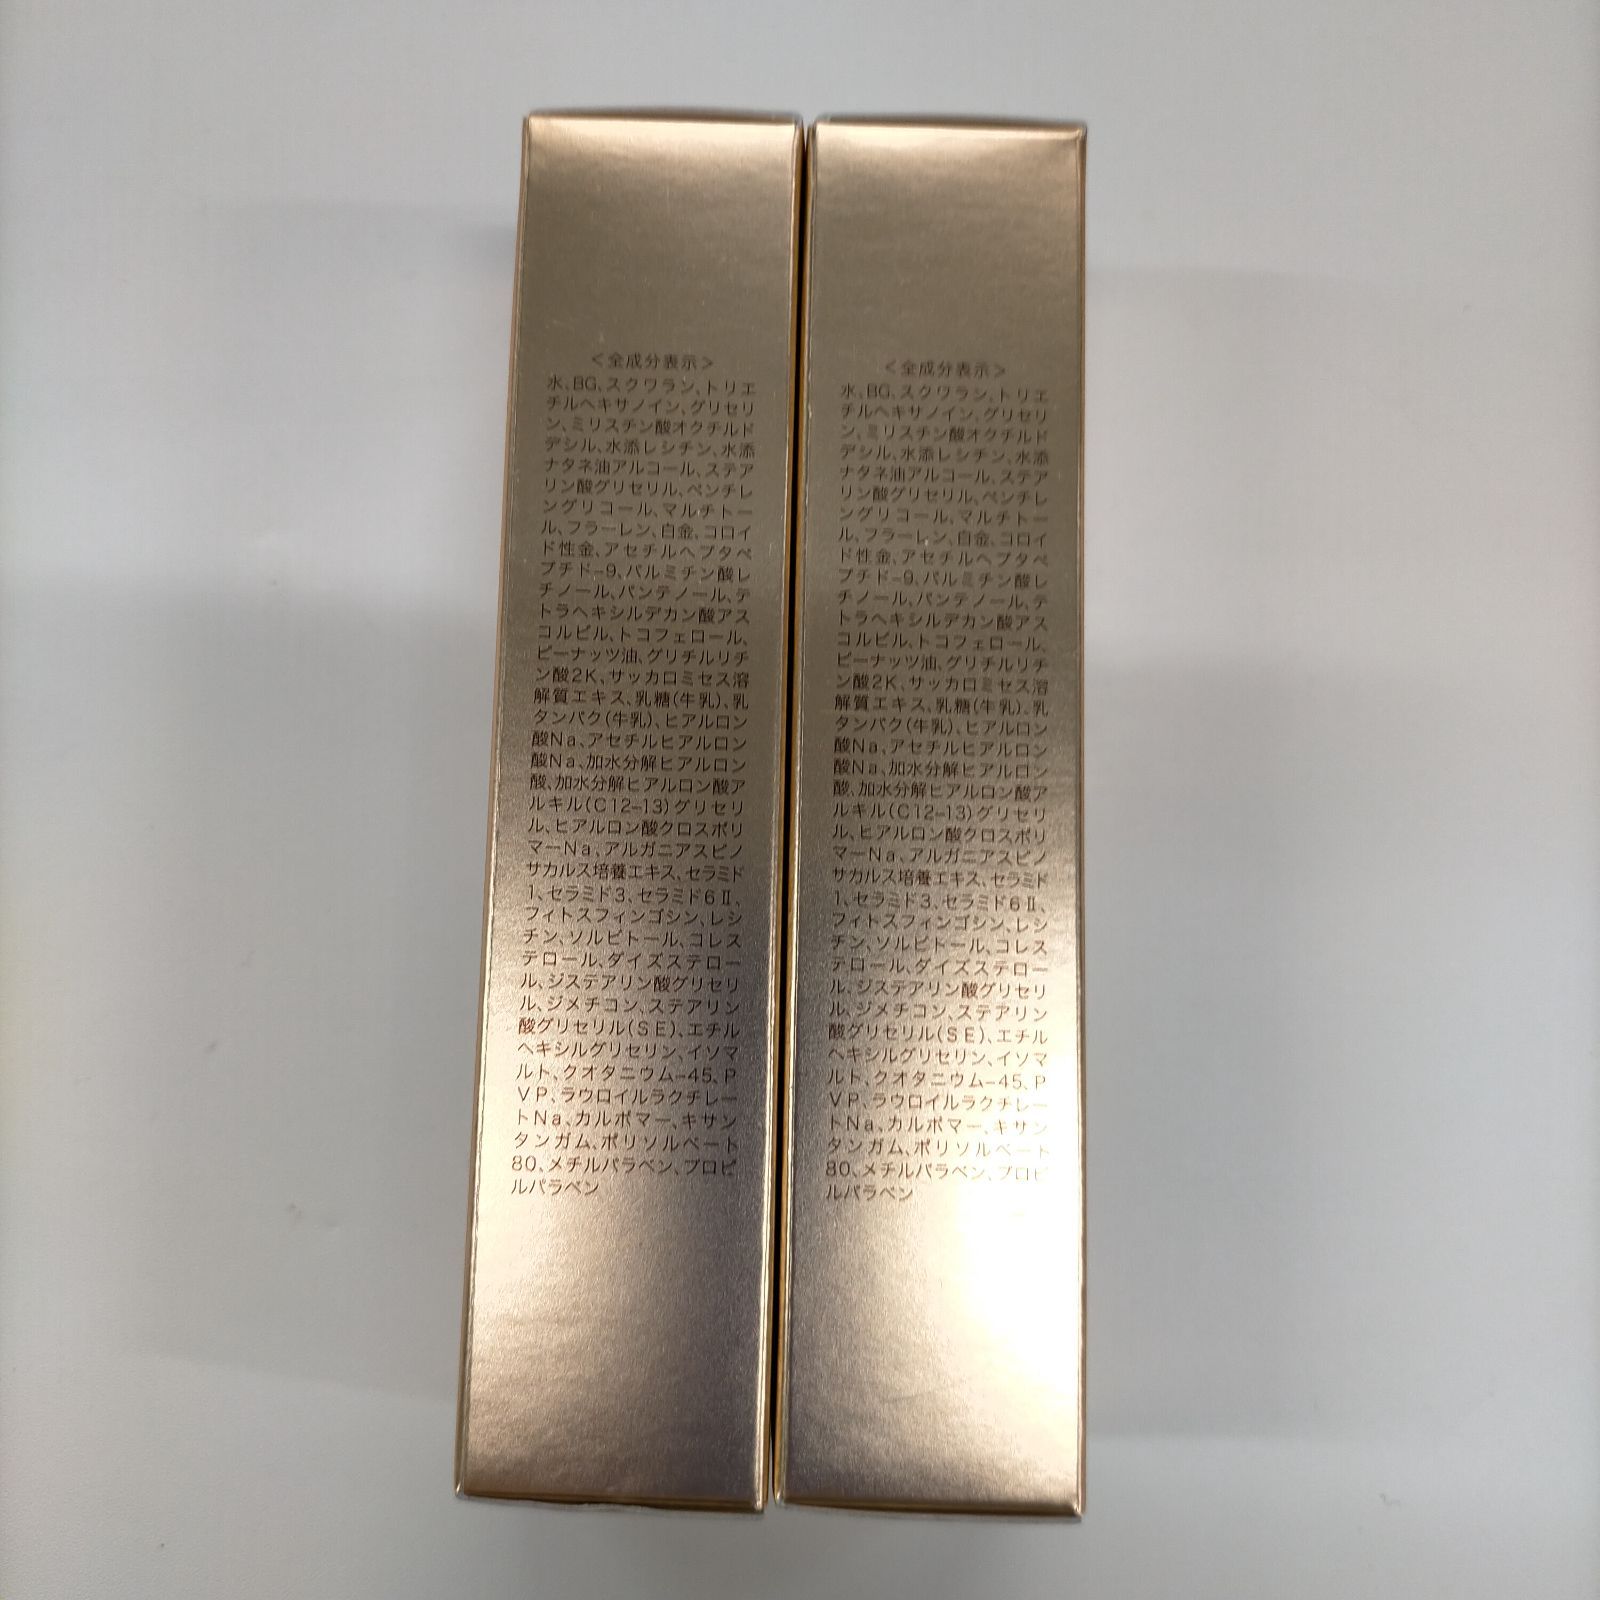 ＜全成分表示＞
水、BG、スクワラン、トリエ
チルヘキサノイン、グリセリ
ン、ミリスチン酸オクチルド
デシル、水添レシチン、水添
ナタネ油アルコール、ステア
リン酸グリセリル、ペンチレ
ングリコール、マルチトー
ル、フラーレン、白金、コロイ
ド性金、アセチルヘプタペ
プチド-9、パルミチン酸レ
チノール、パンテノール、テ
トラヘキシルデカン酸アス
コルビル、トコフェロール、
ピーナッツ油、グリチルリチ
ン酸2K、サッカロミセス溶
解質エキス、乳糖(牛乳)、乳
タンパク(牛乳)、ヒアルロン
酸Na、アセチルヒアルロン
酸Na、加水分解ヒアルロン
酸、加水分解ヒアルロン酸ア
ルキル(C12-13)グリセリ
ル、ヒアルロン酸クロスポリ
マーNa、アルガニアスピノ
サカルス培養エキス、セラミド
1、セラミド3、セラミド6Ⅱ、
フィトスフィンゴシン、レシ
チン、ソルビトール、コレス
テロール、ダイズステロー
ル、ジステアリン酸グリセリ
ル、ジメチコン、ステアリン
酸グリセリル(SE)、エチル
ヘキシルグリセリン、イソマ
ルト、クオタニウム-45、P
VP、ラウロイルラクチレー
トNa、カルボマー、キサン
タンガム、ポリソルベート
80、メチルパラベン、プロピ
ルパラベン
＜全成分表示＞
水、BG、スクワラン、トリエ
チルヘキサノイン、グリセリ
ン、ミリスチン酸オクチルド
デシル、水添レシチン、水添
ナタネ油アルコール、ステア
リン酸グリセリル、ペンチレ
ングリコール、マルチトー
ル、フラーレン、白金、コロイ
ド性金、アセチルヘプタペ
プチド-9、パルミチン酸レ
チノール、パンテノール、テ
トラヘキシルデカン酸アス
コルビル、トコフェロール、
ピーナッツ油、グリチルリチ
ン酸2K、サッカロミセス溶
解質エキス、乳糖(牛乳)、乳
タンパク(牛乳)、ヒアルロン
酸Na、アセチルヒアルロン
酸Na、加水分解ヒアルロン
酸、加水分解ヒアルロン酸ア
ルキル(C12-13)グリセリ
ル、ヒアルロン酸クロスポリ
マーNa、アルガニアスピノ
サカルス培養エキス、セラミド
1、セラミド3、セラミド6Ⅱ、
フィトスフィンゴシン、レシ
チン、ソルビトール、コレス
テロール、ダイズステロー
ル、ジステアリン酸グリセリ
ル、ジメチコン、ステアリン
酸グリセリル(SE)、エチル
ヘキシルグリセリン、イソマ
ルト、クオタニウム-45、P
VP、ラウロイルラクチレー
トNa、カルボマー、キサン
タンガム、ポリソルベート
80、メチルパラベン、プロピ
ルパラベン